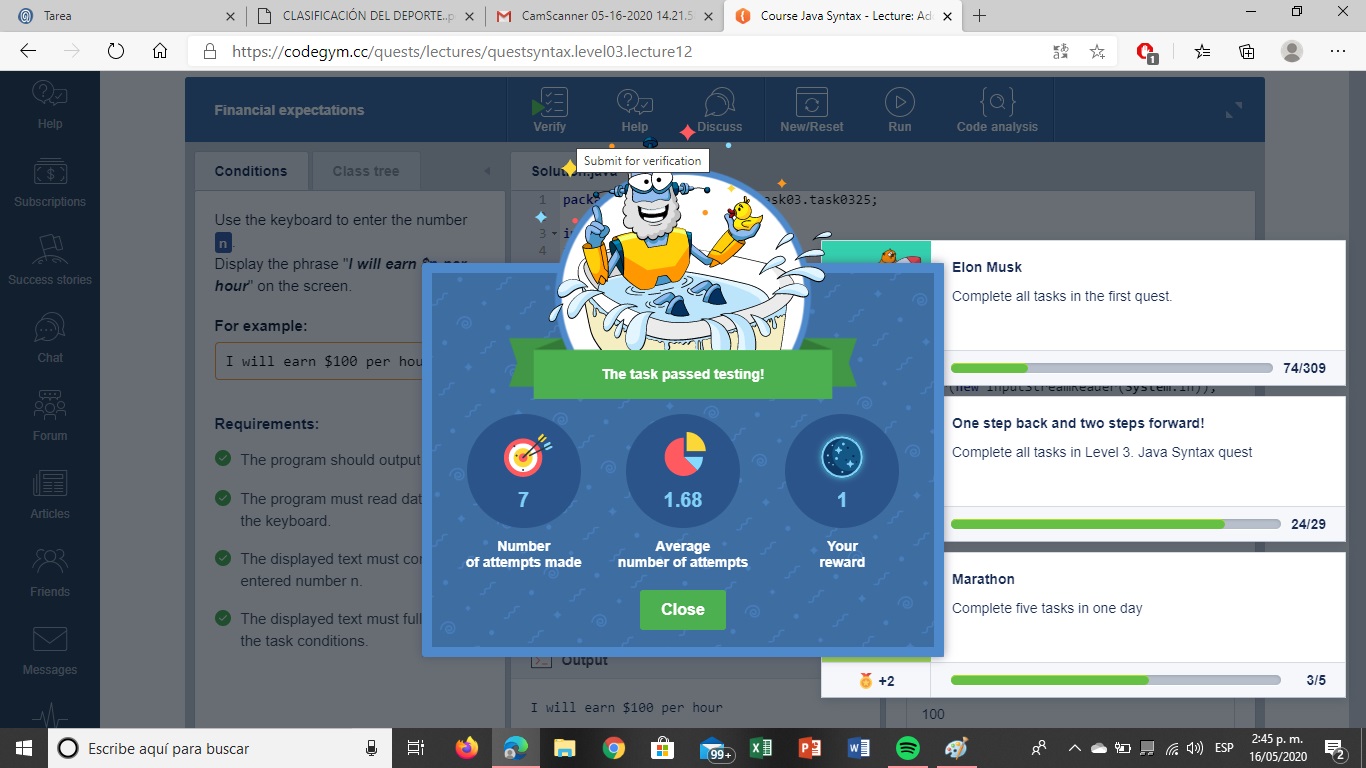 Tarea
CLASIFICACIÓN DEL DEPORTE..p
CamScanner 05-16-2020 14.21.5
Course Java Syntax - Lecture: Ad
https://codegym.cc/quests/lectures/questsyntax.level03.lecture12
1
Help
Subscriptions
Success stories
Chat
Forum
Articles
Friends
Messages
Financial expectations
Verify
Help
Discuss
New/Reset
Run
Code analysis
Submit for verification
Conditions
Class tree
Use the keyboard to enter the number
n
Display the phrase "I will earn $n per
hour" on the screen.
For example:
I will earn $100 per hou
Requirements:
The program should output
The program must read dat
the keyboard.
The displayed text must con
entered number n.
The displayed text must full
the task conditions.
Solution.java
1 pack
ask03.task0325;
3 i
4
(new InputStreamReader(System.in));
The task passed testing!
7
Number
of attempts made
1.68
Average
number of attempts
1
Your
reward
Close
Elon Musk
Complete all tasks in the first quest.
74/309
One step back and two steps forward!
Complete all tasks in Level 3. Java Syntax quest
24/29
Marathon
Complete five tasks in one day
+2
3/5
Output
I will earn $100 per hour
100
Escribe aquí para buscar
99+
ESP
2:45 p. m.
16/05/2020
2